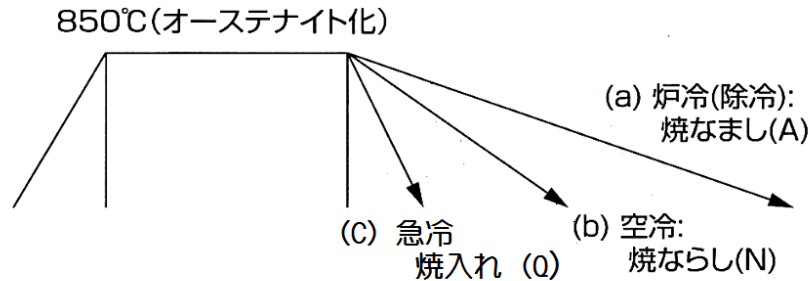 850℃(オーステナイト化)
(a) 炉冷(除冷):
焼なまし(A)
(b) 空冷:
焼ならし(N)
(C) 急冷
焼入れ (Q)